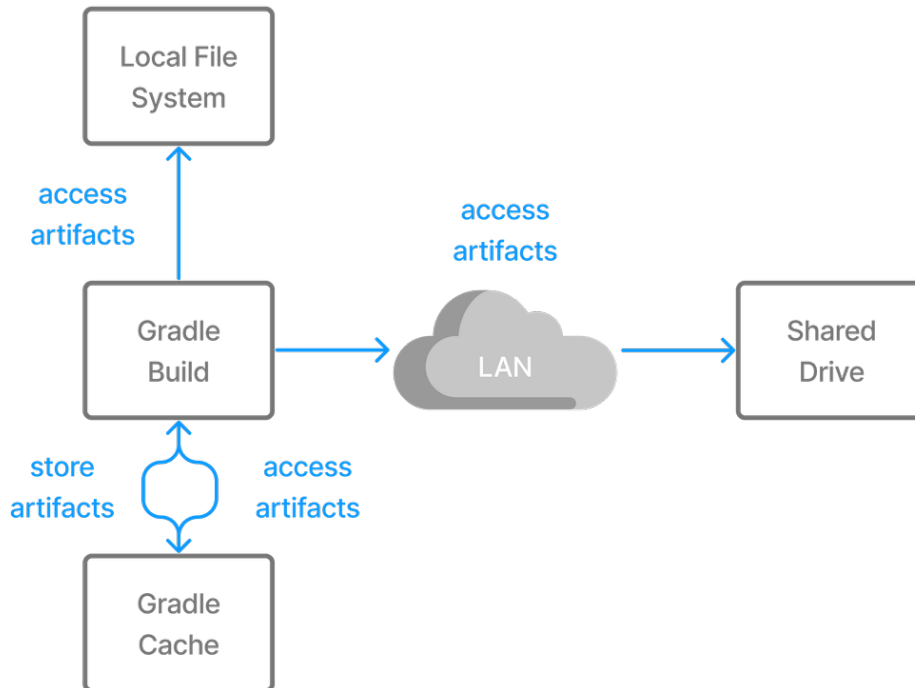 Local File
System
access
artifacts
access
artifacts
Gradle
Build
LAN
Shared
Drive
store
artifacts
access
artifacts
Gradle
Cache